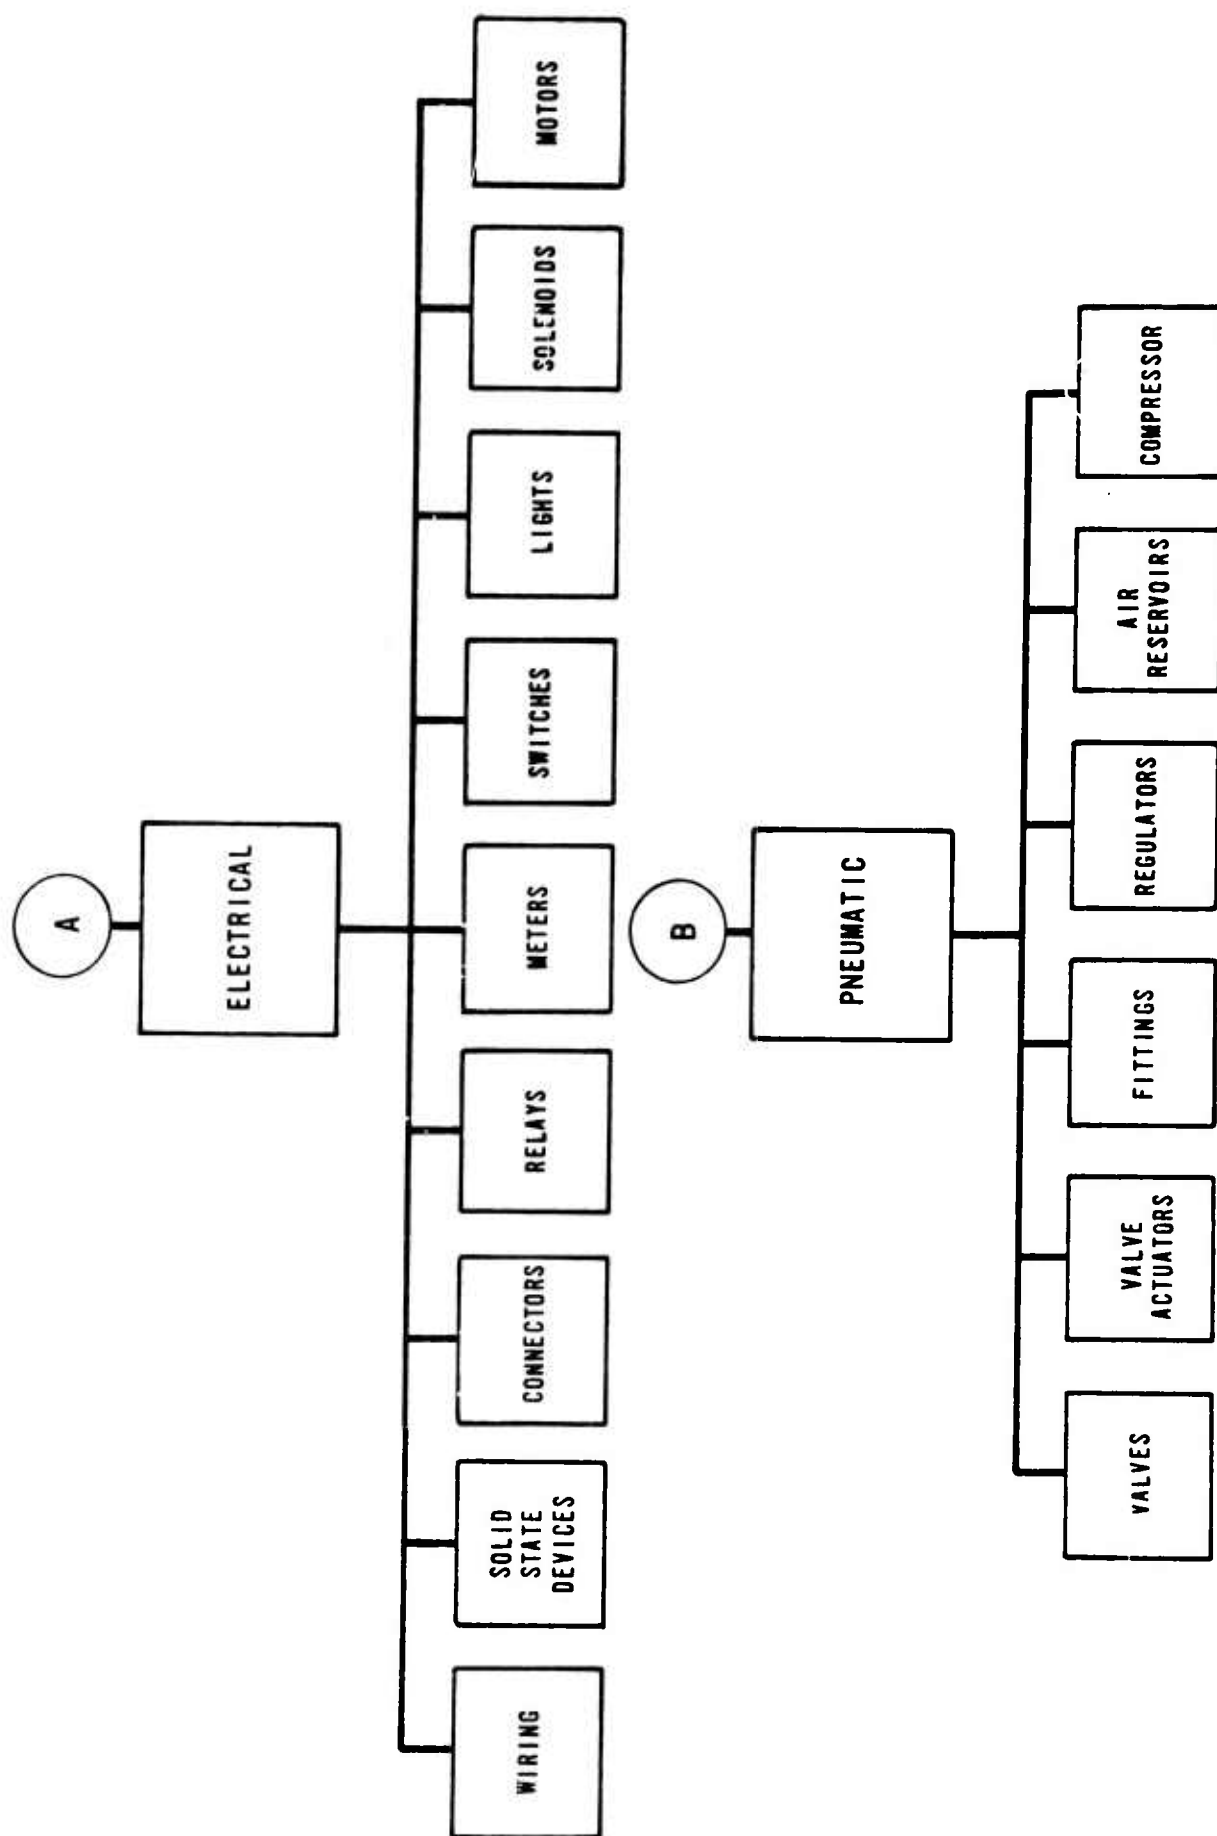 A
ELECTRICAL
WIRING
SOLID
STATE
DEVICES
CONNECTORS
RELAYS
METERS
SWITCHES
LIGHTS
SOLENOIDS
MOTORS
B
PNEUMATIC
VALVES
VALVE
ACTUATORS
FITTINGS
REGULATORS
AIR
RESERVOIRS
COMPRESSOR